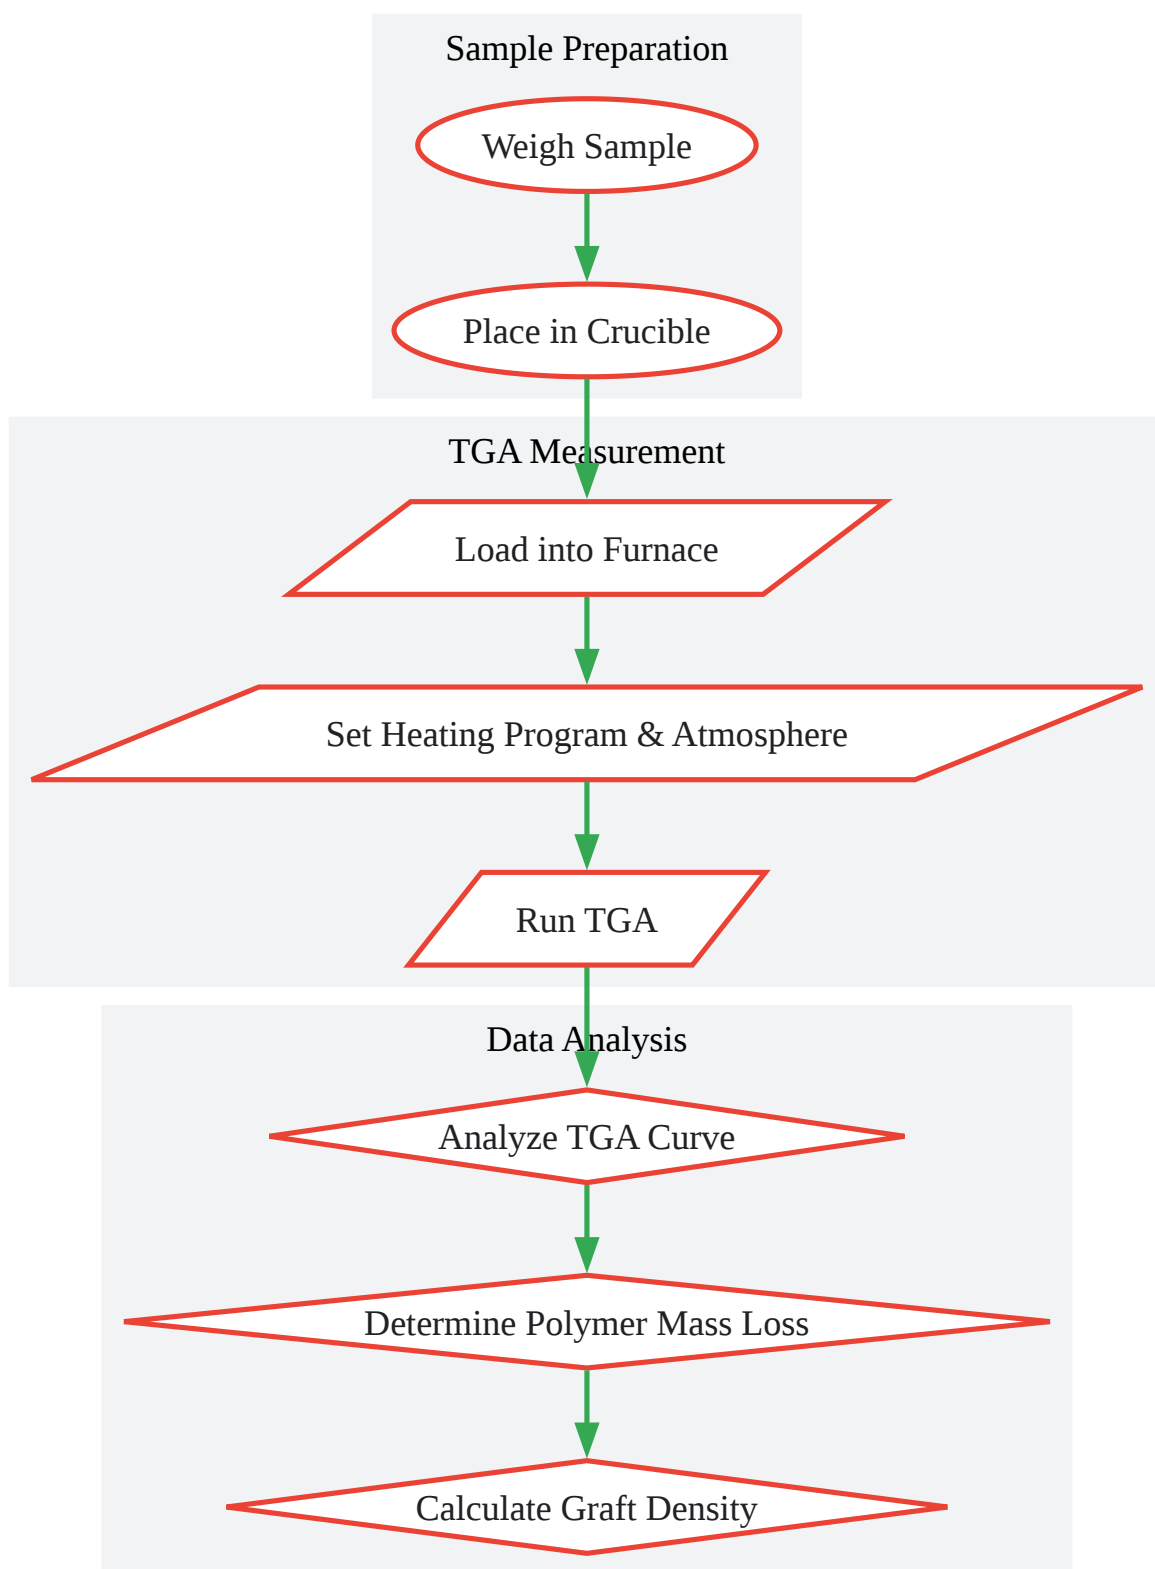 Sample Preparation
Weigh Sample
Place in Crucible
TGA Measurement
Load into Furnace
Set Heating Program & Atmosphere
Run TGA
Data Analysis
Analyze TGA Curve
Determine Polymer Mass Loss
Calculate Graft Density